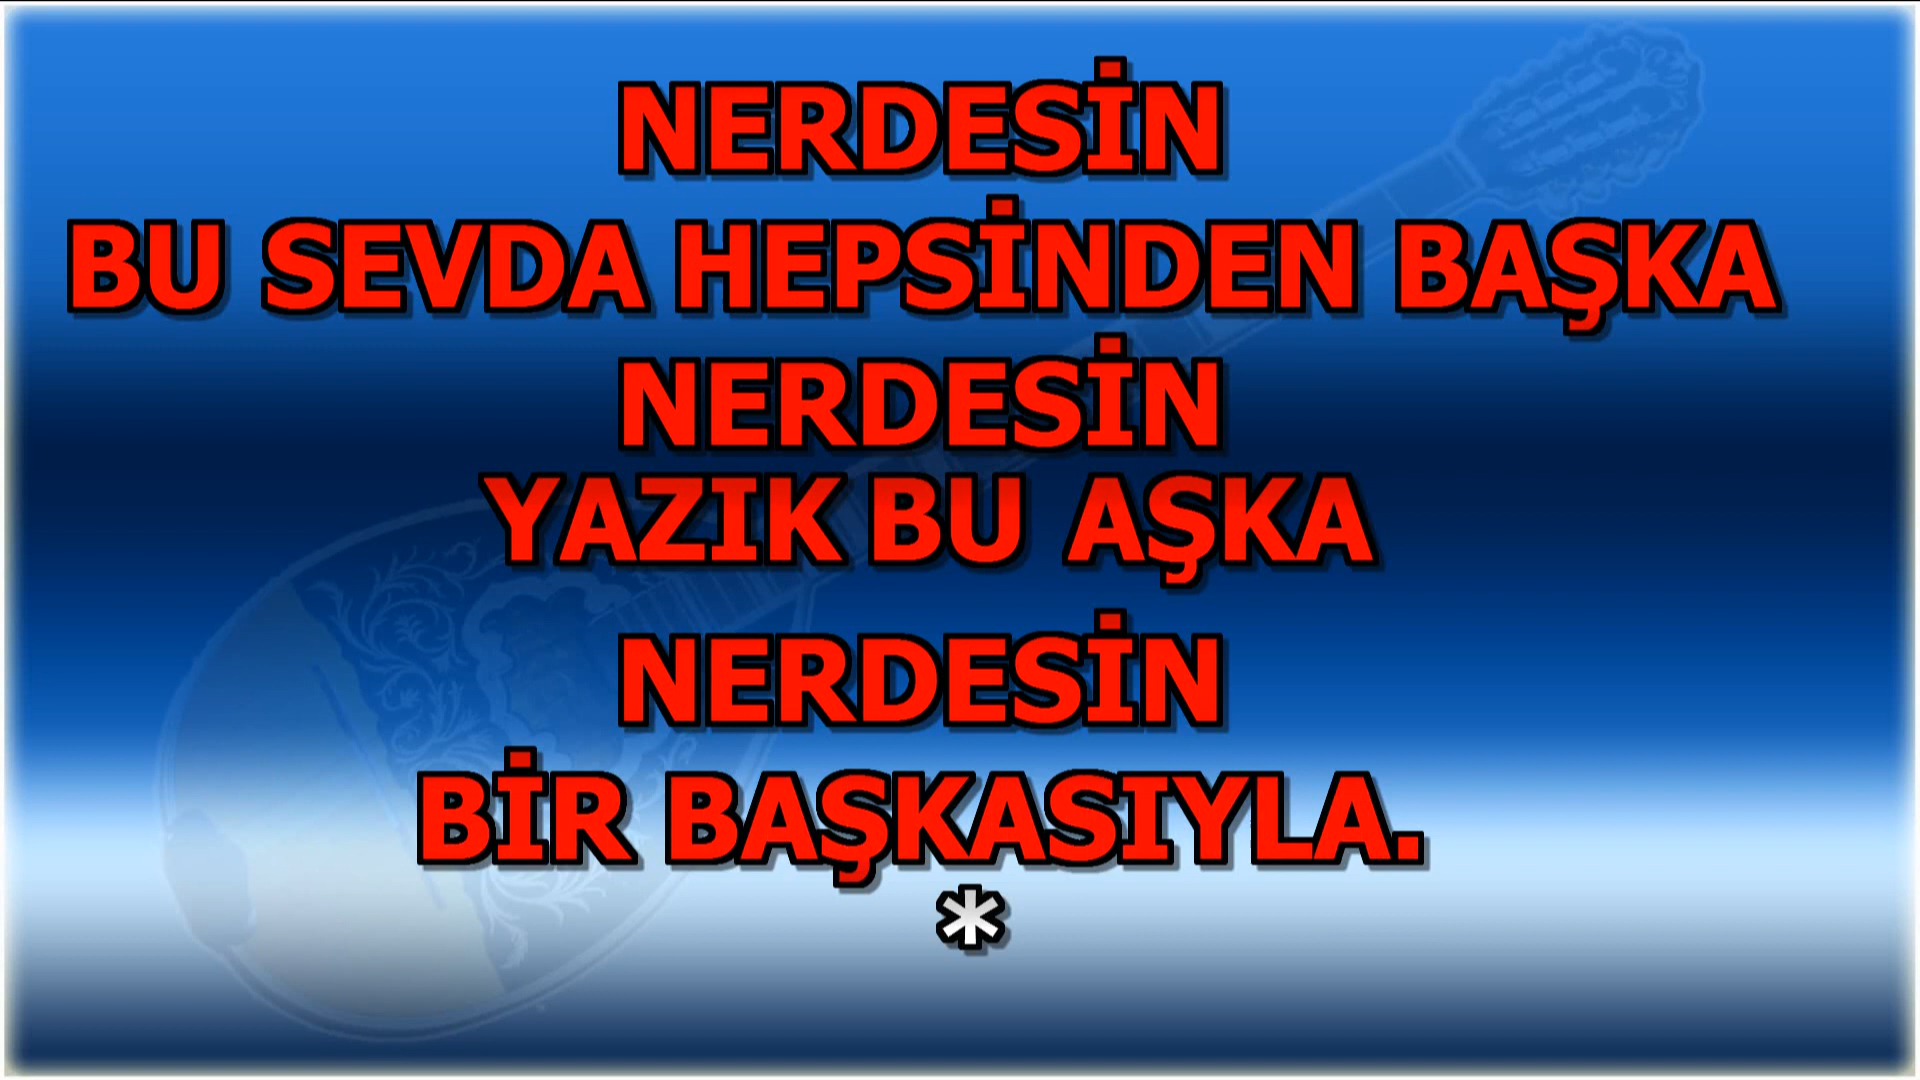 NERDESİN
BU SEVDA HEPSİNDEN BAŞKA
NERDESİN
YAZIK BU AŞKA
NERDESİN
BİR BAŞKASIYLA.
*